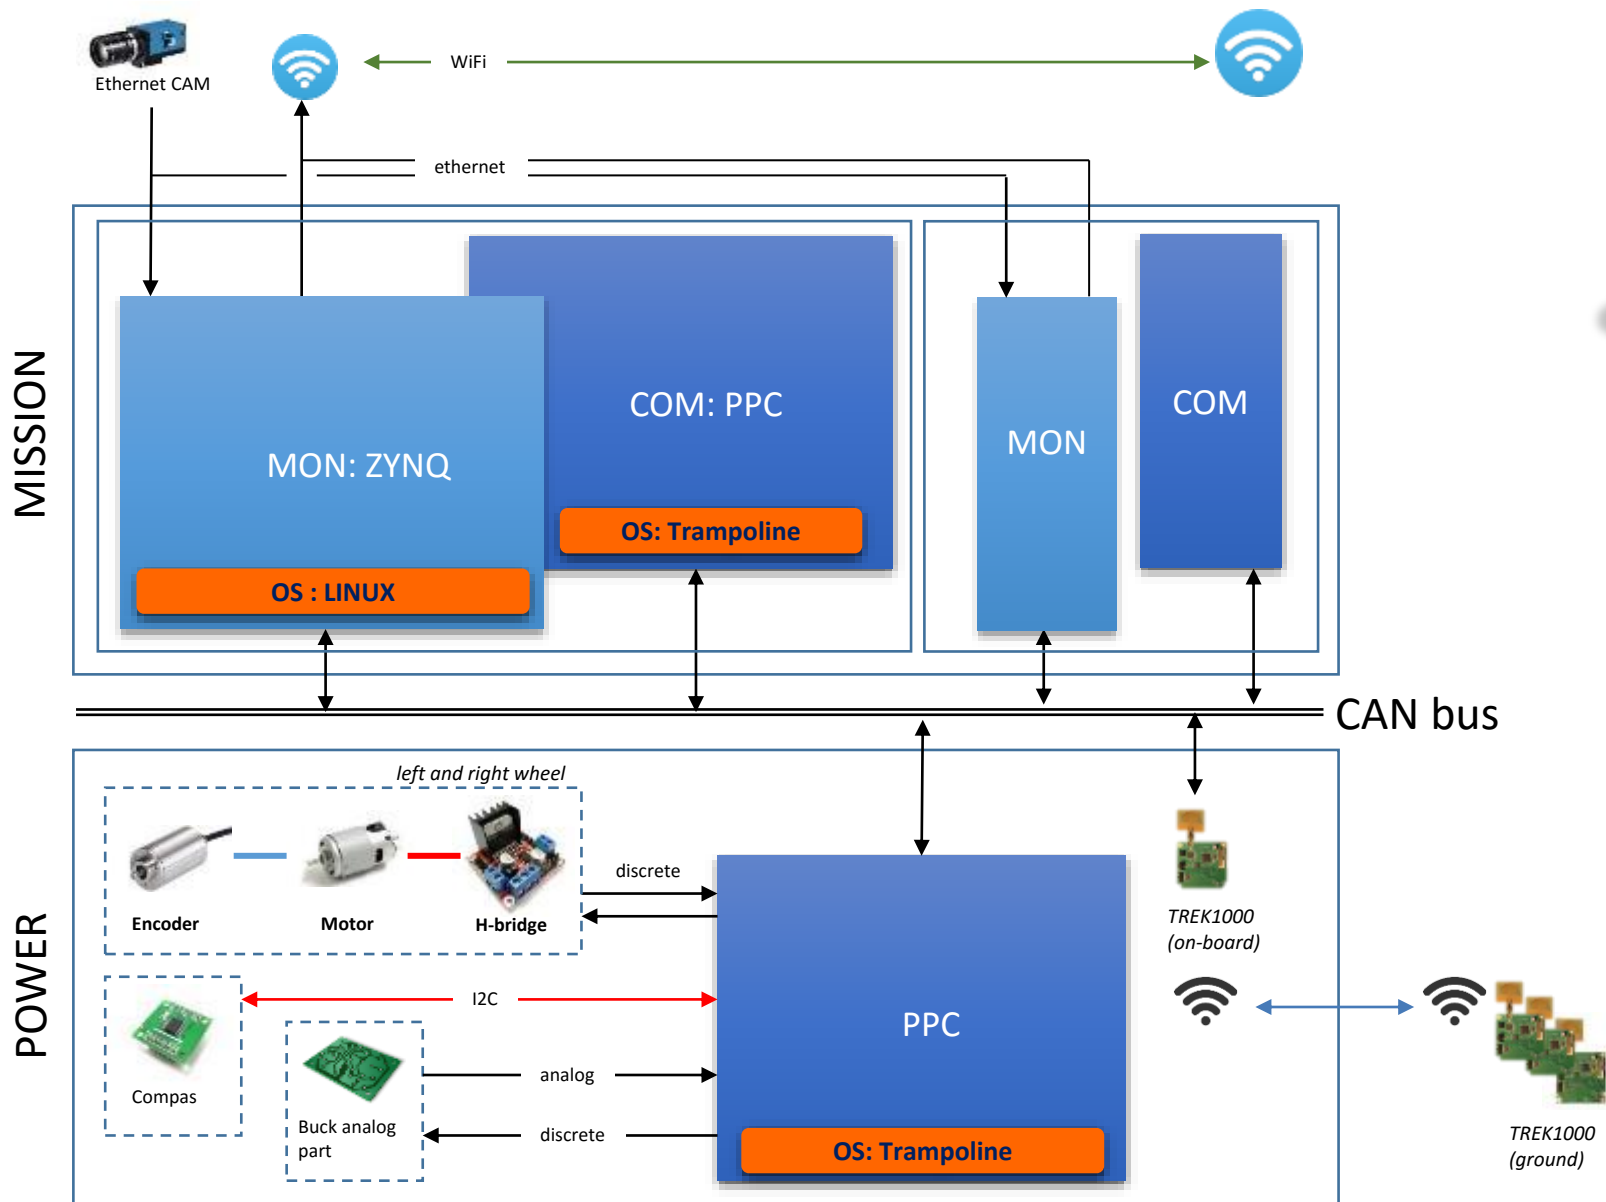 Ethernet CAM
WiFi
ethernet
MISSION
COM: PPC
COM
MON
MON: ZYNQ
OS: Trampoline
OS : LINUX
CAN bus
POWER
left and right wheel
discrete
Encoder
Motor
H-bridge
TREK1000
(on-board)
I2C
PPC
analog
Compas
Buck analog
part
discrete
OS: Trampoline
TREK1000
(ground)